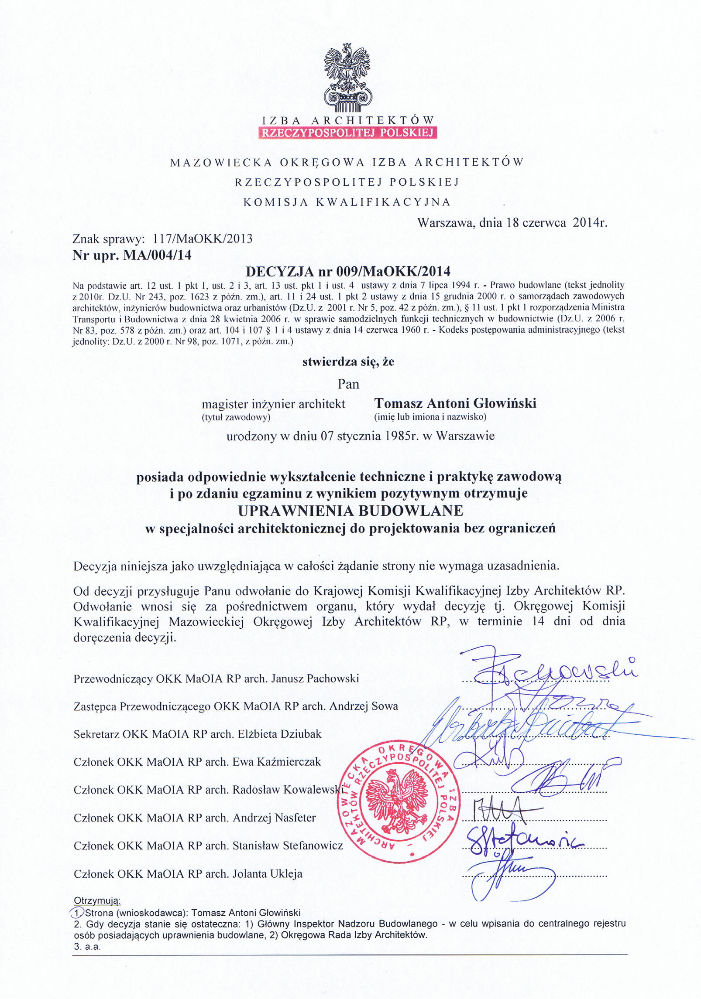 IZBA ARCHITEKTÓW
RZECZYPOSPOLITEJ POLSKIEJ
MAZOWIECKA OKRĘGOWA IZBA ARCHITEKTÓW
RZECZYPOSPOLITEJ POLSKIEJ
KOMISJA KWALIFIKACYJNA
Warszawa, dnia 18 czerwca 2014r.
Znak sprawy: 117/MaOKK/2013
Nr upr. MA/004/14
DECYZJA nr 009/MaOKK/2014
Na podstawie art. 12 ust. 1 pkt 1, ust. 2 i 3, art. 13 ust. pkt 1 i ust. 4 ustawy z dnia 7 lipca 1994 r. - Prawo budowlane (tekst jednolity
z 2010r. Dz.U. Nr 243, poz. 1623 z późn. zm.), art. 11 i 24 ust. 1 pkt 2 ustawy z dnia 15 grudnia 2000 r. o samorządach zawodowych
architektów, inżynierów budownictwa oraz urbanistów (Dz.U. z 2001 r. Nr 5, poz. 42 z późn. zm.), § 11 ust. 1 pkt 1 rozporządzenia Ministra
Transportu i Budownictwa z dnia 28 kwietnia 2006 r. w sprawie samodzielnych funkcji technicznych w budownictwie (Dz.U. z 2006 r.
Nr 83, poz. 578 z późn. zm.) oraz art. 104 i 107 § 1 i 4 ustawy z dnia 14 czerwca 1960 r. - Kodeks postępowania administracyjnego (tekst
jednolity: Dz.U. z 2000 r. Nr 98, poz. 1071, z późn. zm.)
stwierdza się, że
Pan
magister inżynier architekt Tomasz Antoni Głowiński
(tytuł zawodowy) (imię lub imiona i nazwisko)
urodzony w dniu 07 stycznia 1985r. w Warszawie
posiada odpowiednie wykształcenie techniczne i praktykę zawodową
i po zdaniu egzaminu z wynikiem pozytywnym otrzymuje
UPRAWNIENIA BUDOWLANE
w specjalności architektonicznej do projektowania bez ograniczeń
Decyzja niniejsza jako uwzględniająca w całości żądanie strony nie wymaga uzasadnienia.
Od decyzji przysługuje Panu odwołanie do Krajowej Komisji Kwalifikacyjnej Izby Architektów RP.
Odwołanie wnosi się za pośrednictwem organu, który wydał decyzję tj. Okręgowej Komisji
Kwalifikacyjnej Mazowieckiej Okręgowej Izby Architektów RP, w terminie 14 dni od dnia
doręczenia decyzji.
Przewodniczący OKK MaOIA RP arch. Janusz Pachowski
Zastępca Przewodniczącego OKK MaOIA RP arch. Andrzej Sowa
Sekretarz OKK MaOIA RP arch. Elżbieta Dziubak
Członek OKK MaOIA RP arch. Ewa Kaźmierczak
Członek OKK MaOIA RP arch. Radosław Kowalewski
Członek OKK MaOIA RP arch. Andrzej Nasfeter
Członek OKK MaOIA RP arch. Stanisław Stefanowicz
Członek OKK MaOIA RP arch. Jolanta Ukleja
MAZOWIECKA OKRĘGOWA IZBA
ARCHITEKTÓW RZECZYPOSPOLITEJ POLSKIEJ
Otrzymują:
1. Strona (wnioskodawca): Tomasz Antoni Głowiński
2. Gdy decyzja stanie się ostateczna: 1) Główny Inspektor Nadzoru Budowlanego - w celu wpisania do centralnego rejestru
osób posiadających uprawnienia budowlane, 2) Okręgowa Rada Izby Architektów.
3. a.a.